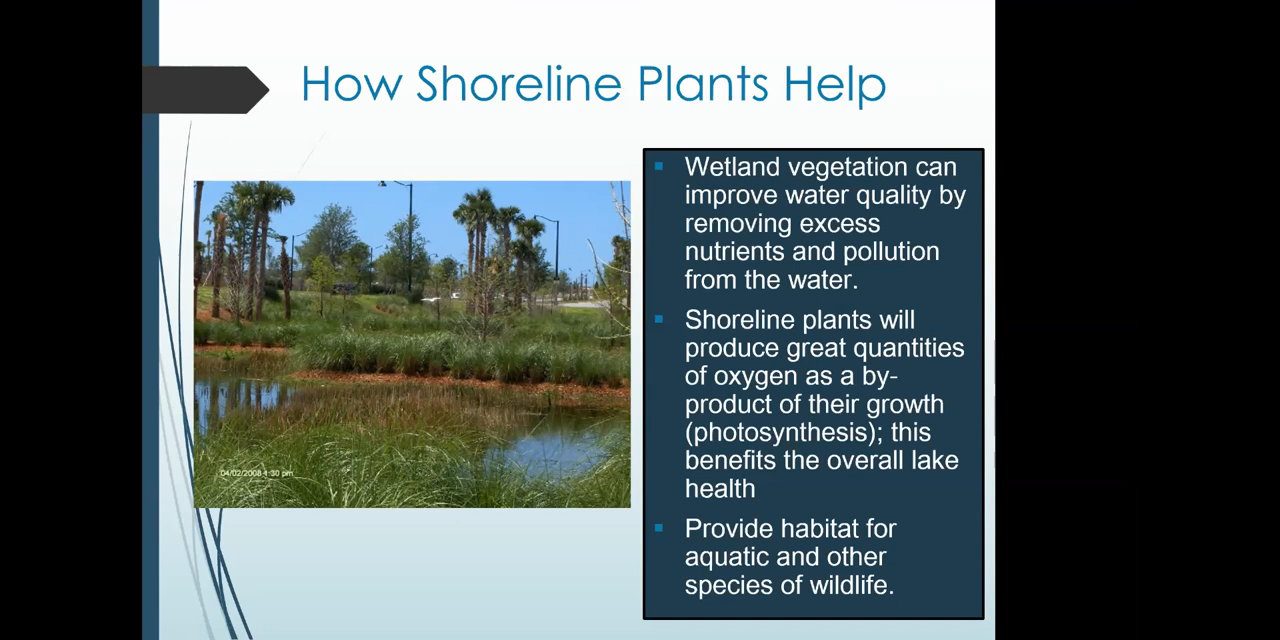 How Shoreline Plants Help
Wetland vegetation can
improve water quality by
removing excess
nutrients and pollution
from the water.
Shoreline plants will
produce great quantities
of oxygen as a by-
product of their growth
(photosynthesis); this
benefits the overall lake
health
Provide habitat for
aquatic and other
species of wildlife.
04/02/2008 4:30 pm